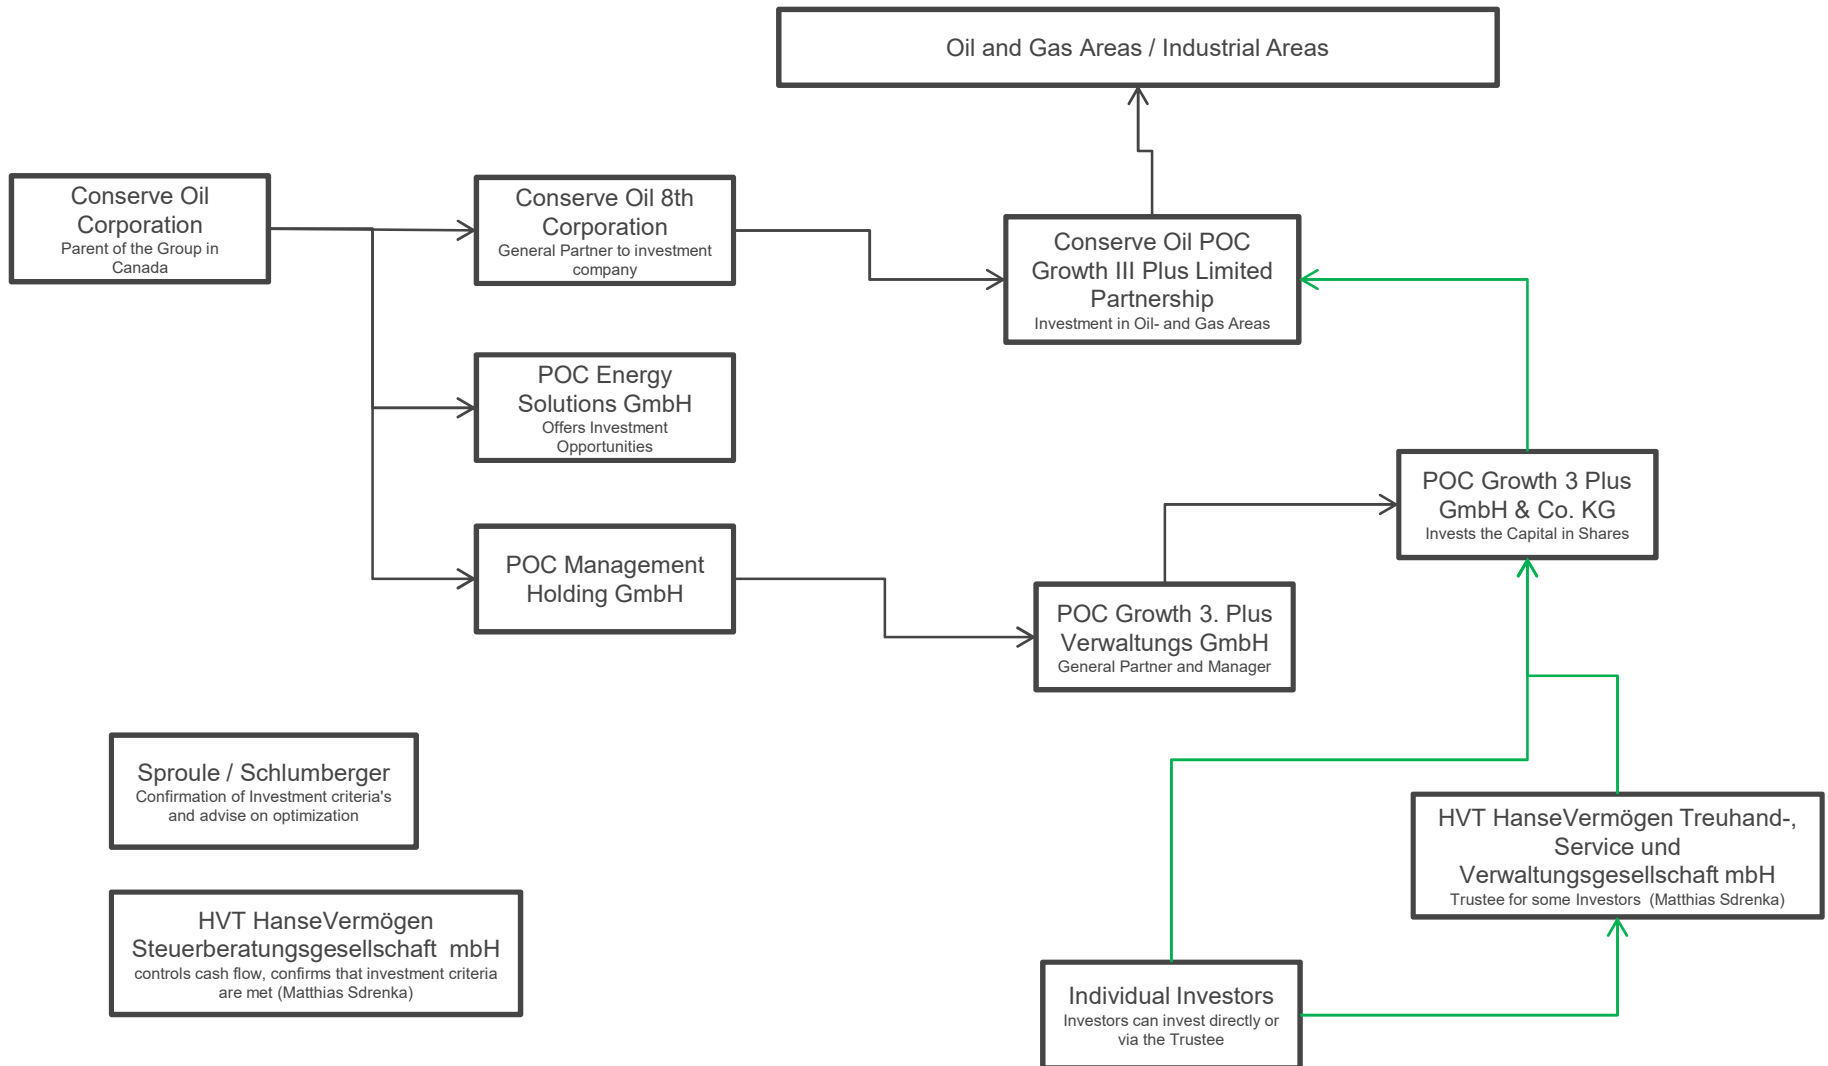 Oil and Gas Areas / Industrial Areas
Conserve Oil
Corporation
Parent of the Group in
Canada
Conserve Oil 8th
Corporation
General Partner to investment
company
Conserve Oil POC
Growth III Plus Limited
Partnership
Investment in Oil- and Gas Areas
POC Energy
Solutions GmbH
Offers Investment
Opportunities
POC Growth 3 Plus
GmbH & Co. KG
Invests the Capital in Shares
POC Management
Holding GmbH
POC Growth 3. Plus
Verwaltungs GmbH
General Partner and Manager
Sproule / Schlumberger
Confirmation of Investment criteria's
and advise on optimization
HVT HanseVermögen Treuhand-,
Service und
Verwaltungsgesellschaft mbH
Trustee for some Investors (Matthias Sdrenka)
HVT HanseVermögen
Steuerberatungsgesellschaft mbH
controls cash flow, confirms that investment criteria
are met (Matthias Sdrenka)
Individual Investors
Investors can invest directly or
via the Trustee